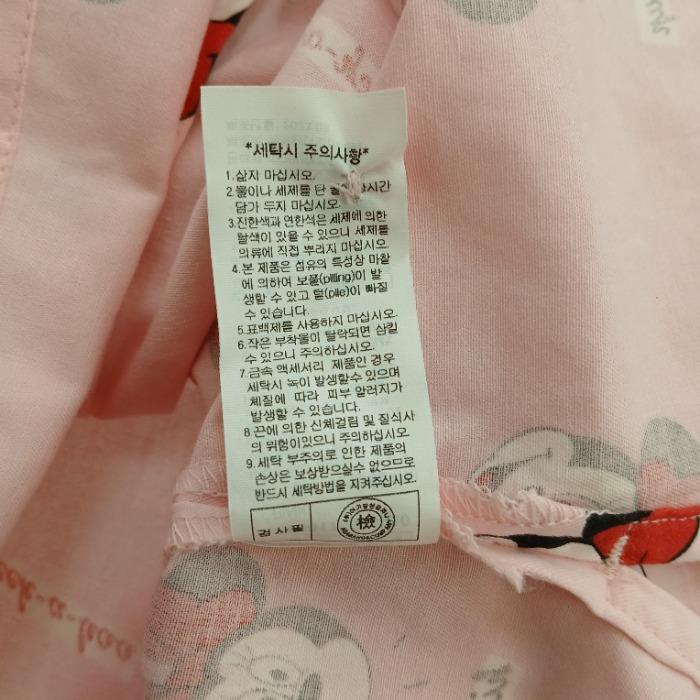 *세탁시 주의사항*
1.삶지 마십시오.
2.물이나 세제를 탄 시간
담가 두지 마십시오.
3.진한색과 연한색은 세제에 의한
탈색이 있을 수 있으니 세제를
의류에 직접 뿌리지 마십시오.
4.본 제품은 섬유의 특성상 마찰
에 의하여 보풀(pilling)이 발
생할 수 있고 털(pile)이 빠질
수 있습니다.
5.표백제를 사용하지 마십시오.
6.작은 부착물이 탈락되면 삼킬
수 있으니 주의하십시오.
7.금속 액세서리 제품인 경우
세탁시 녹이 발생할수 있으며
체질에 따라 피부 알러지가
발생할 수 있습니다.
8.끈에 의한 신체걸림 및 질식사
의 위험이있으니 주의하십시오
9.세탁 부주의로 인한 제품의
손상은 보상받으실수 없으므로
반드시 세탁방법을 지켜주십시오.
검사필
檢